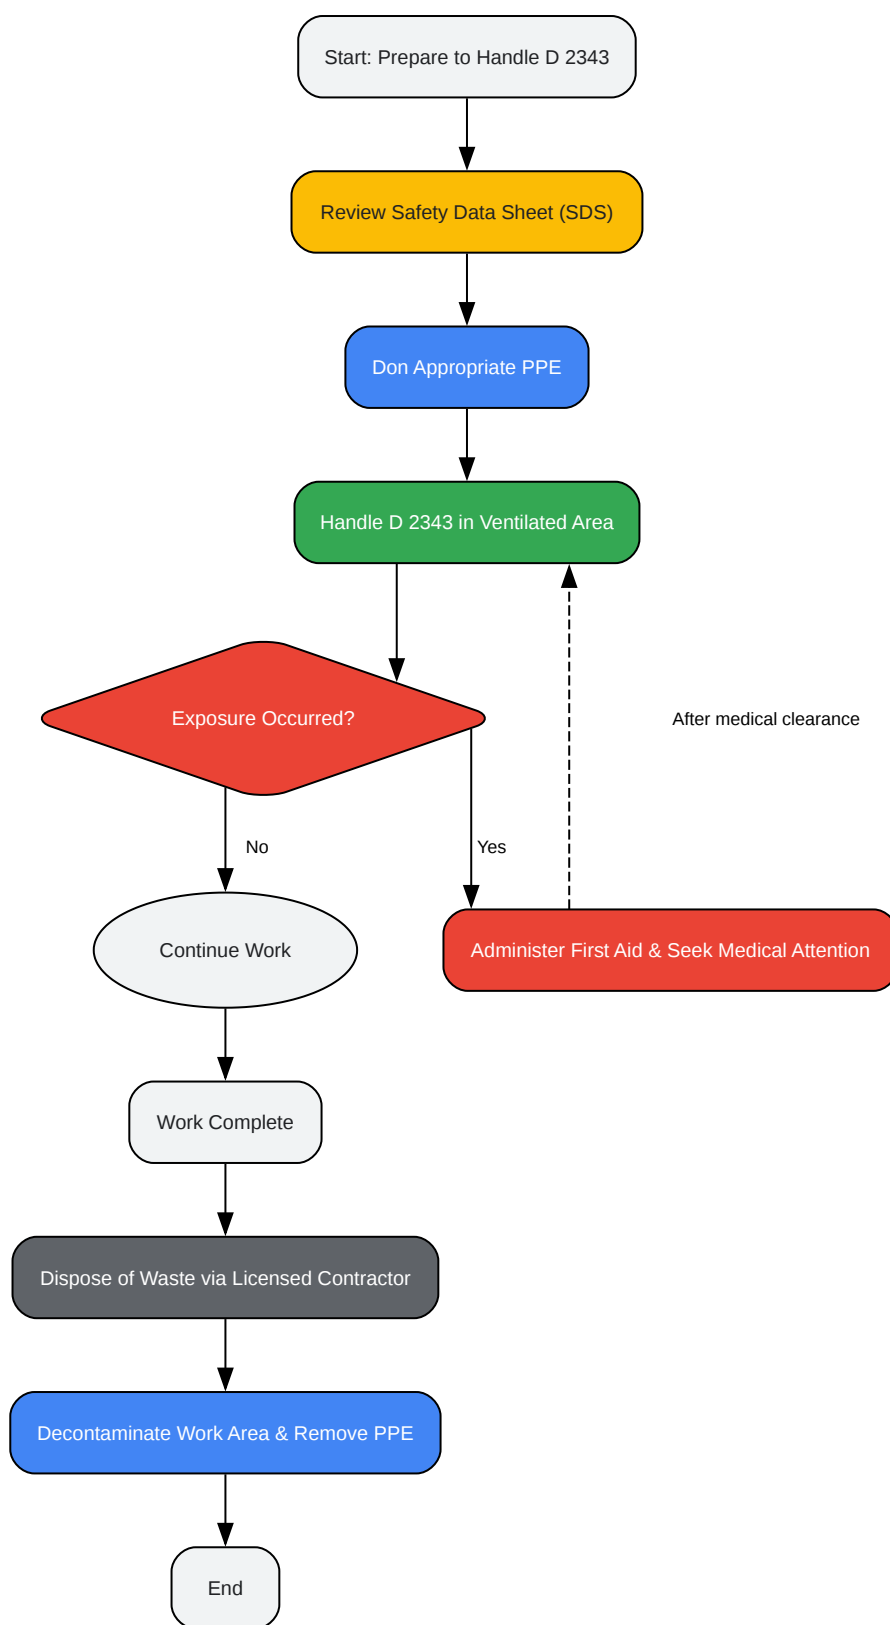 Start: Prepare to Handle D 2343
Review Safety Data Sheet (SDS)
Don Appropriate PPE
Handle D 2343 in Ventilated Area
Exposure Occurred?
After medical clearance
No
Yes
Continue Work
Administer First Aid & Seek Medical Attention
Work Complete
Dispose of Waste via Licensed Contractor
Decontaminate Work Area & Remove PPE
End